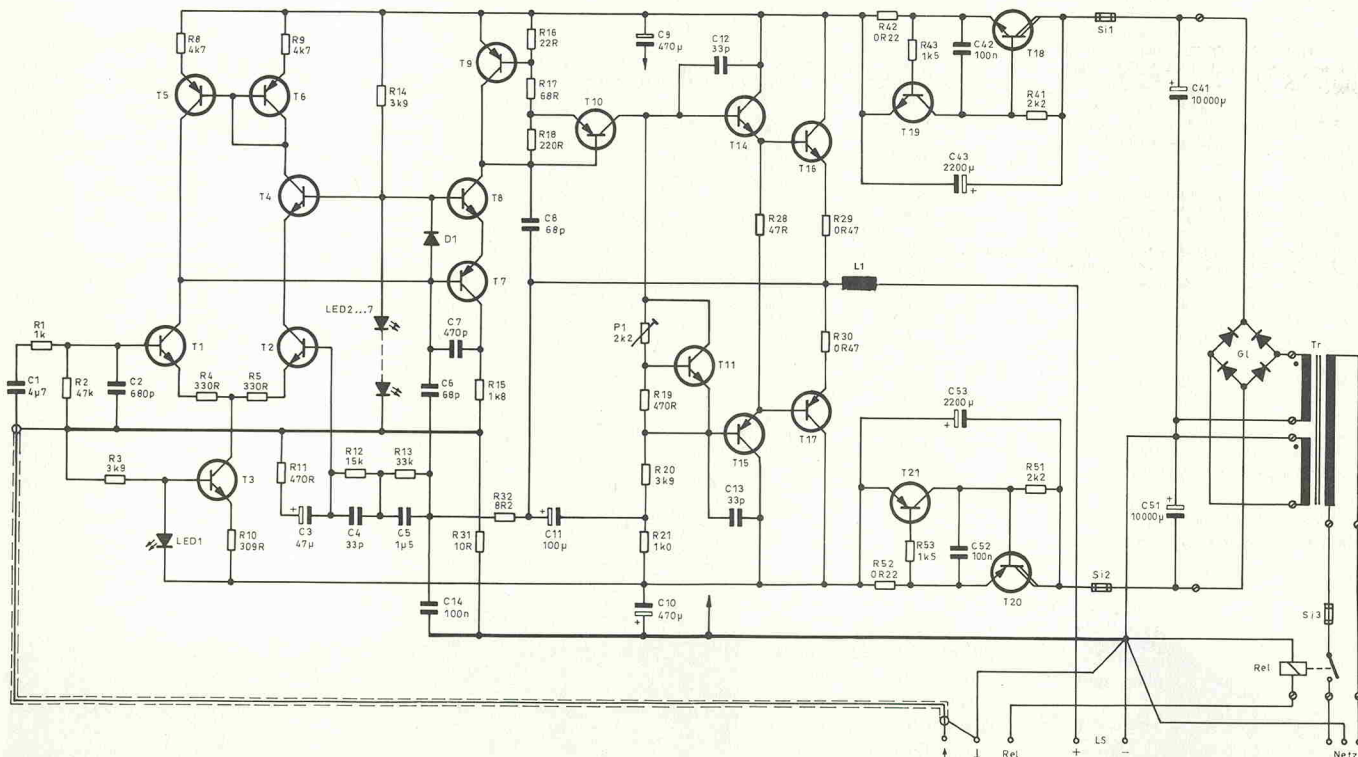 R8
4k7
R9
4k7
R16
22R
C9
470µ
C12
33p
R42
0R22
R43
1k5
C42
100n
T18
Si1
T9
R14
3k9
R17
68R
T5
T6
T10
R41
2k2
C41
10000µ
+
R18
220R
T14
T19
T16
C43
2200µ
+
T4
T8
C8
68p
R28
47R
R29
0R47
D1
T7
L1
LED2...7
R1
1k
T1
T2
C7
470p
P1
2k2
R30
0R47
Tr
Gl
T11
C1
4µ7
R2
47k
C2
680p
R4
330R
R5
330R
C6
68p
R15
1k8
R19
470R
C53
2200µ
+
T15
T17
R3
3k9
T3
R11
470R
R12
15k
R13
33k
R20
3k9
T21
R51
2k2
+
C51
10000µ
R32
8R2
C13
33p
LED1
R10
309R
+
C3
47µ
C4
33p
C5
1µ5
R31
10R
+
C11
100µ
R21
1k0
R53
1k5
C52
100n
R52
0R22
T20
Si2
C14
100n
C10
470µ
+
Si3
Rel
Rel
+
LS
−
Netz